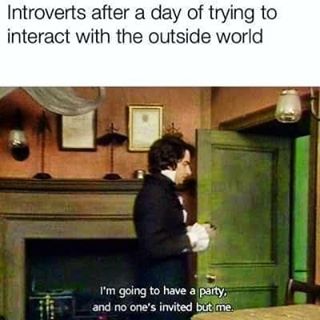 Introverts after a day of trying to
interact with the outside world
I'm going to have a party,
and no one's invited but me.